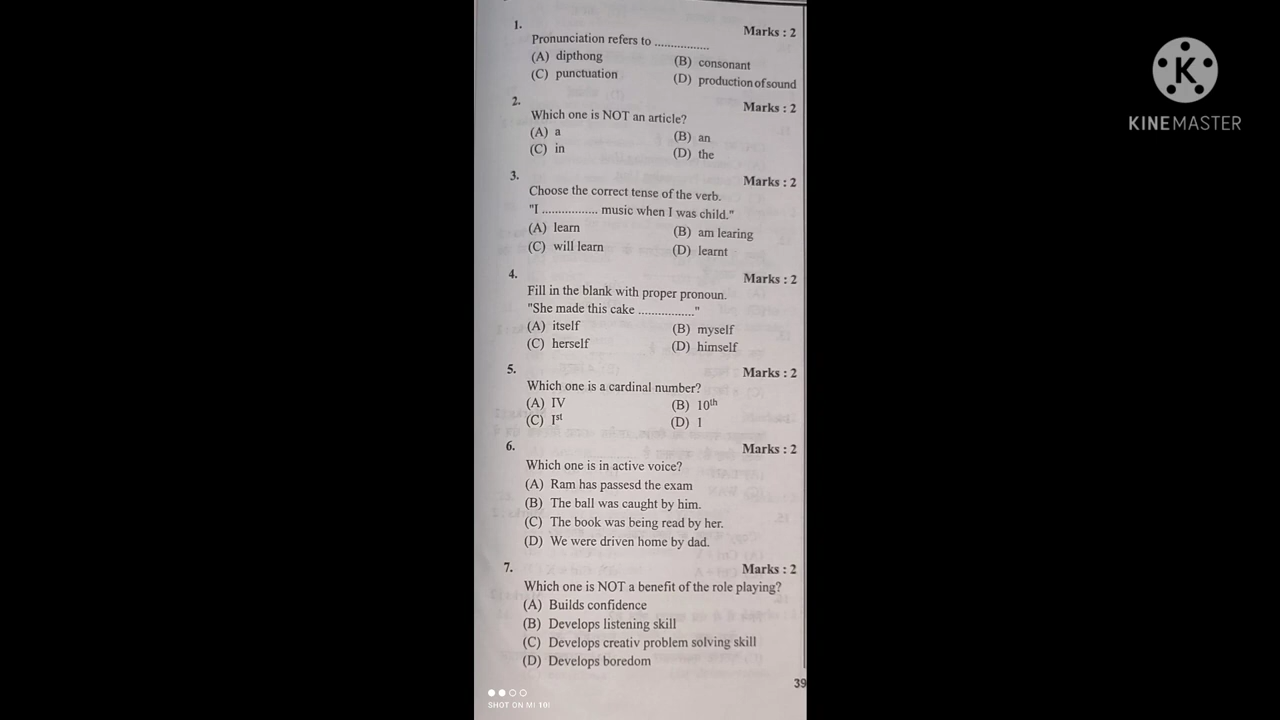 1.
Marks : 2
Pronunciation refers to ................
(A) dipthong
(B) consonant
(C) punctuation
(D) production of sound
2.
Marks : 2
Which one is NOT an article?
(A) a
(B) an
(C) in
(D) the
3.
Marks : 2
Choose the correct tense of the verb.
"I ................ music when I was child."
(A) learn
(B) am learing
(C) will learn
(D) learnt
4.
Marks : 2
Fill in the blank with proper pronoun.
"She made this cake ................"
(A) itself
(B) myself
(C) herself
(D) himself
5.
Marks : 2
Which one is a cardinal number?
(A) IV
(B) 10th
(C) Ist
(D) 1
6.
Marks : 2
Which one is in active voice?
(A) Ram has passesd the exam
(B) The ball was caught by him.
(C) The book was being read by her.
(D) We were driven home by dad.
7.
Marks : 2
Which one is NOT a benefit of the role playing?
(A) Builds confidence
(B) Develops listening skill
(C) Develops creativ problem solving skill
(D) Develops boredom
39
SHOT ON MI 10i
K
KINEMASTER